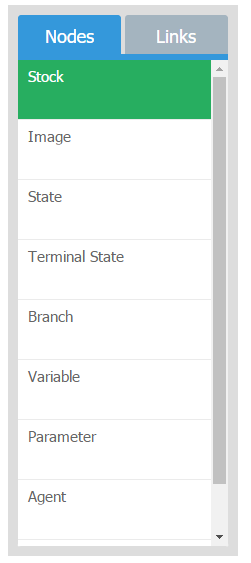 Nodes Links
Stock
Image
State
Terminal State
Branch
Variable
Parameter
Agent